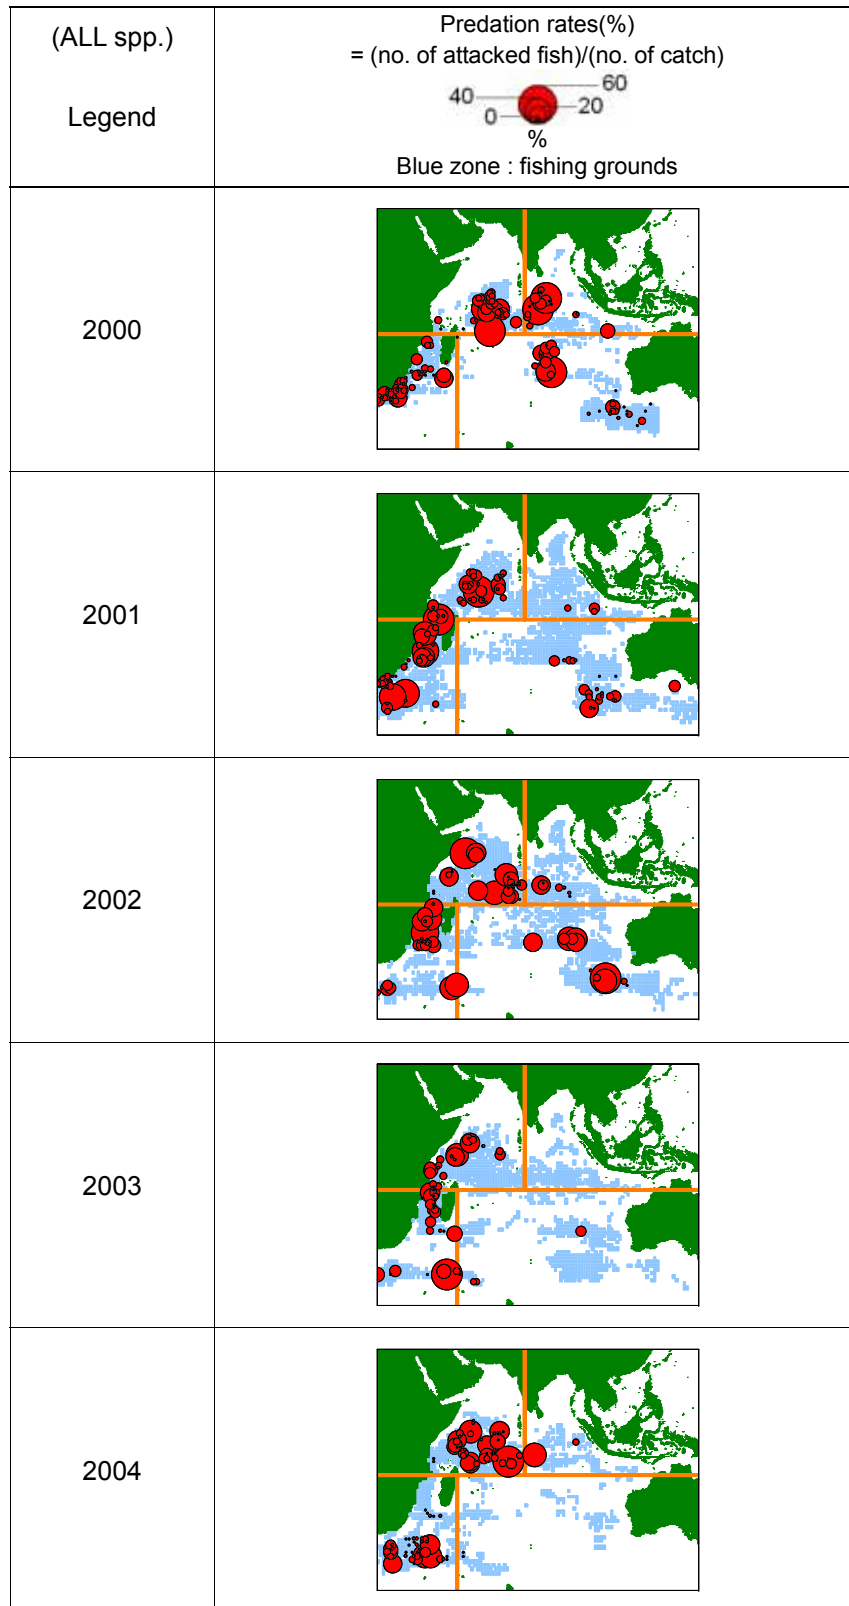 (ALL spp.)
Legend
Predation rates(%)
= (no. of attacked fish)/(no. of catch)
60
40
20
0
%
Blue zone : fishing grounds
2000
2001
2002
2003
2004